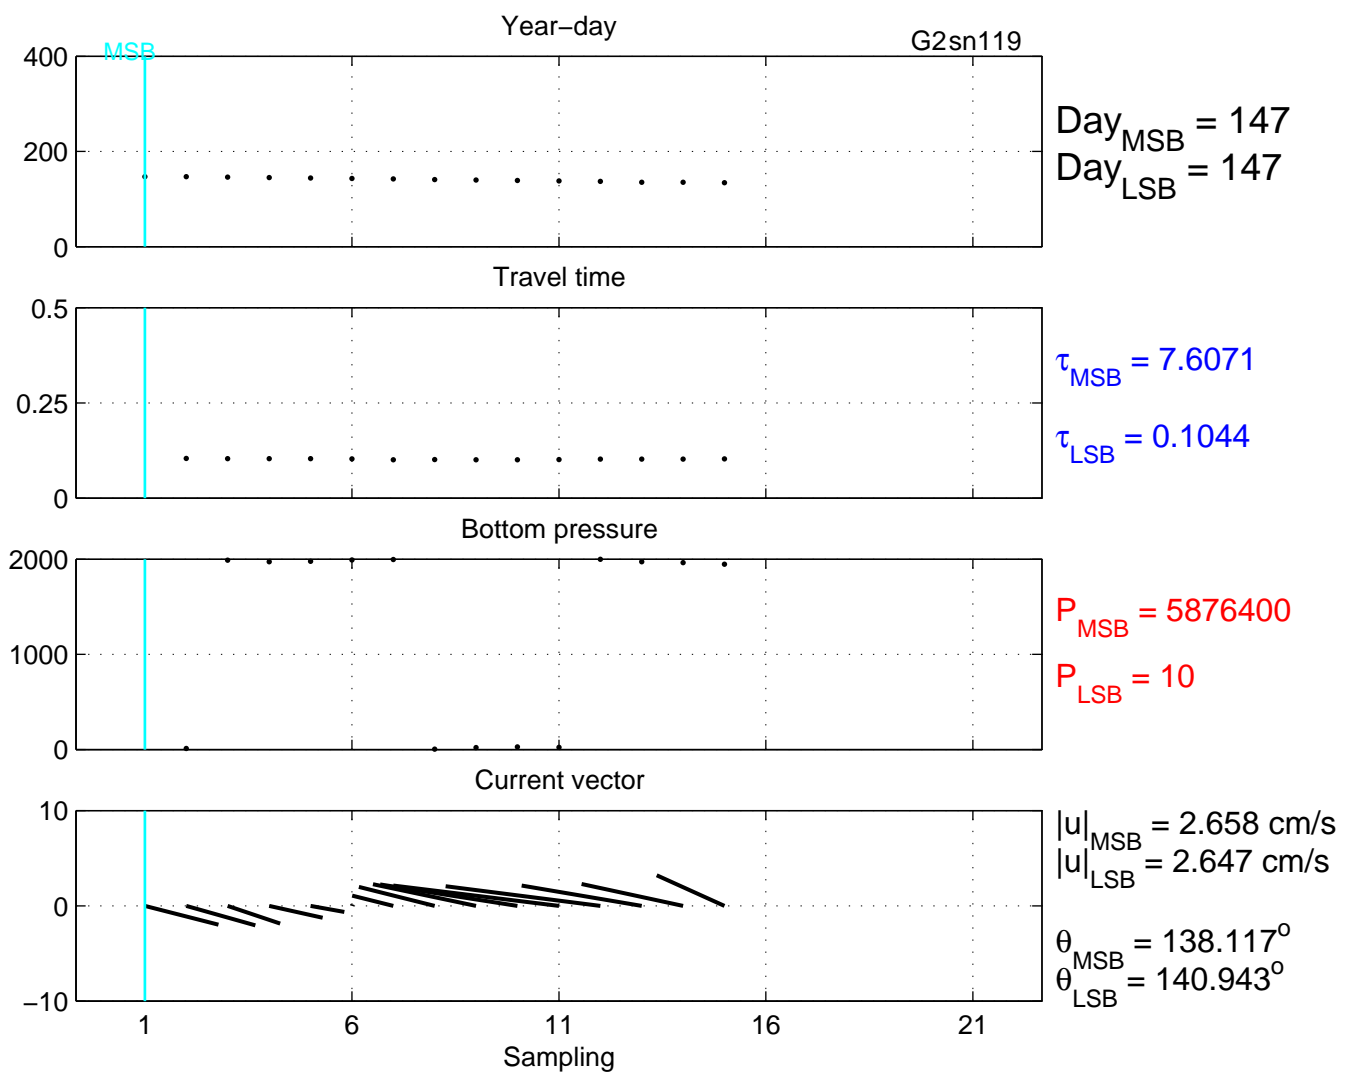 Year−day
G2sn119
MSB
400
200
0
Day_MSB = 147
Day_LSB = 147
Travel time
0.5
0.25
0
τ_MSB = 7.6071
τ_LSB = 0.1044
Bottom pressure
2000
1000
0
P_MSB = 5876400
P_LSB = 10
Current vector
10
0
−10
|u|_MSB = 2.658 cm/s
|u|_LSB = 2.647 cm/s
θ_MSB = 138.117°
θ_LSB = 140.943°
1 6 11 16 21
Sampling